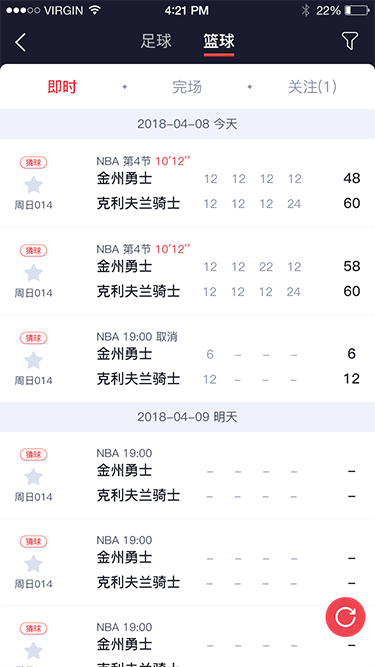 VIRGIN 4:21 PM 22%
足球 篮球
即时 完场 关注(1)
2018-04-08 今天
NBA 第4节 10'12''
猜球
金州勇士 12 12 12 12 48
周日014
克利夫兰骑士 12 12 12 24 60
NBA 第4节 10'12''
猜球
金州勇士 12 12 22 12 58
周日014
克利夫兰骑士 12 12 12 24 60
NBA 19:00 取消
猜球
金州勇士 6 – – – 6
周日014
克利夫兰骑士 12 – – – 12
2018-04-09 明天
NBA 19:00
猜球
金州勇士 – – – – –
周日014
克利夫兰骑士 – – – – –
NBA 19:00
猜球
金州勇士 – – – – –
周日014
克利夫兰骑士 – – – – –
NBA 19:00
猜球
金州勇士 – – – – –